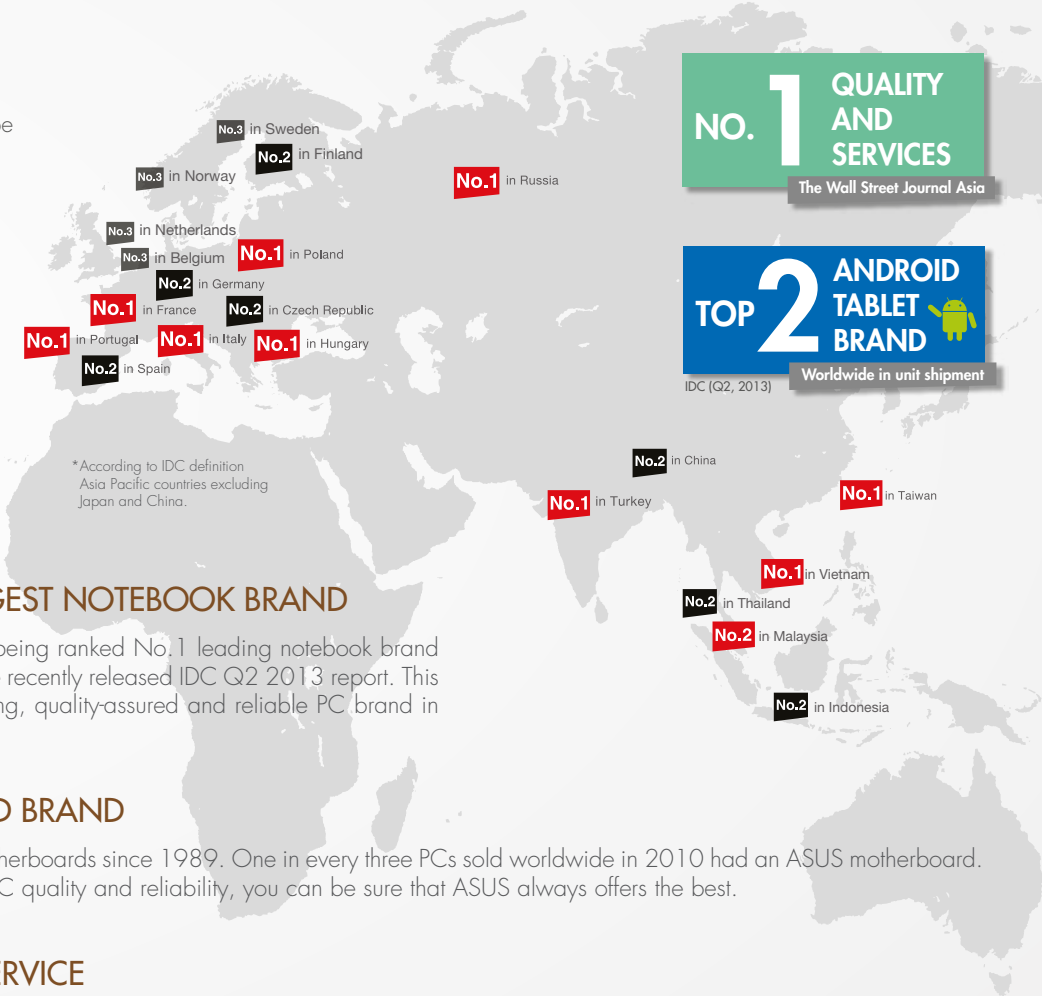 NO. 1 QUALITY
AND
SERVICES
The Wall Street Journal Asia
No.3 in Sweden
No.2 in Finland
No.3 in Norway
No.1 in Russia
No.3 in Netherlands
No.3 in Belgium
No.1 in Poland
No.2 in Germany
No.1 in France
No.2 in Czech Republic
No.1 in Portugal
No.1 in Italy
No.1 in Hungary
No.2 in Spain
TOP 2 ANDROID
TABLET
BRAND
Worldwide in unit shipment
IDC (Q2, 2013)
*According to IDC definition
Asia Pacific countries excluding
Japan and China.
No.2 in China
No.1 in Turkey
No.1 in Taiwan
No.1 in Vietnam
No.2 in Thailand
No.2 in Malaysia
No.2 in Indonesia
GEST NOTEBOOK BRAND
being ranked No.1 leading notebook brand
recently released IDC Q2 2013 report. This
ng, quality-assured and reliable PC brand in
D BRAND
herboards since 1989. One in every three PCs sold worldwide in 2010 had an ASUS motherboard.
C quality and reliability, you can be sure that ASUS always offers the best.
ERVICE